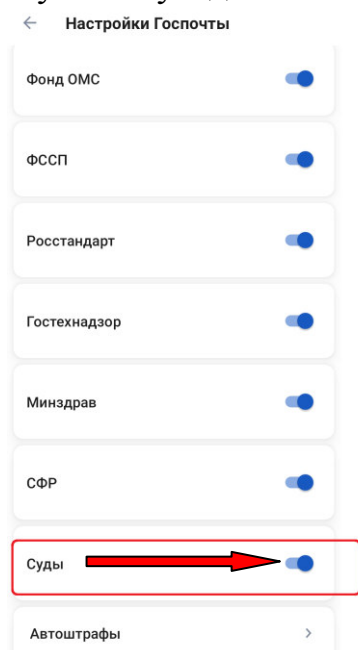 Настройки Госпочты
Фонд ОМС
ФССП
Росстандарт
Гостехнадзор
Минздрав
СФР
Суды
Автоштрафы